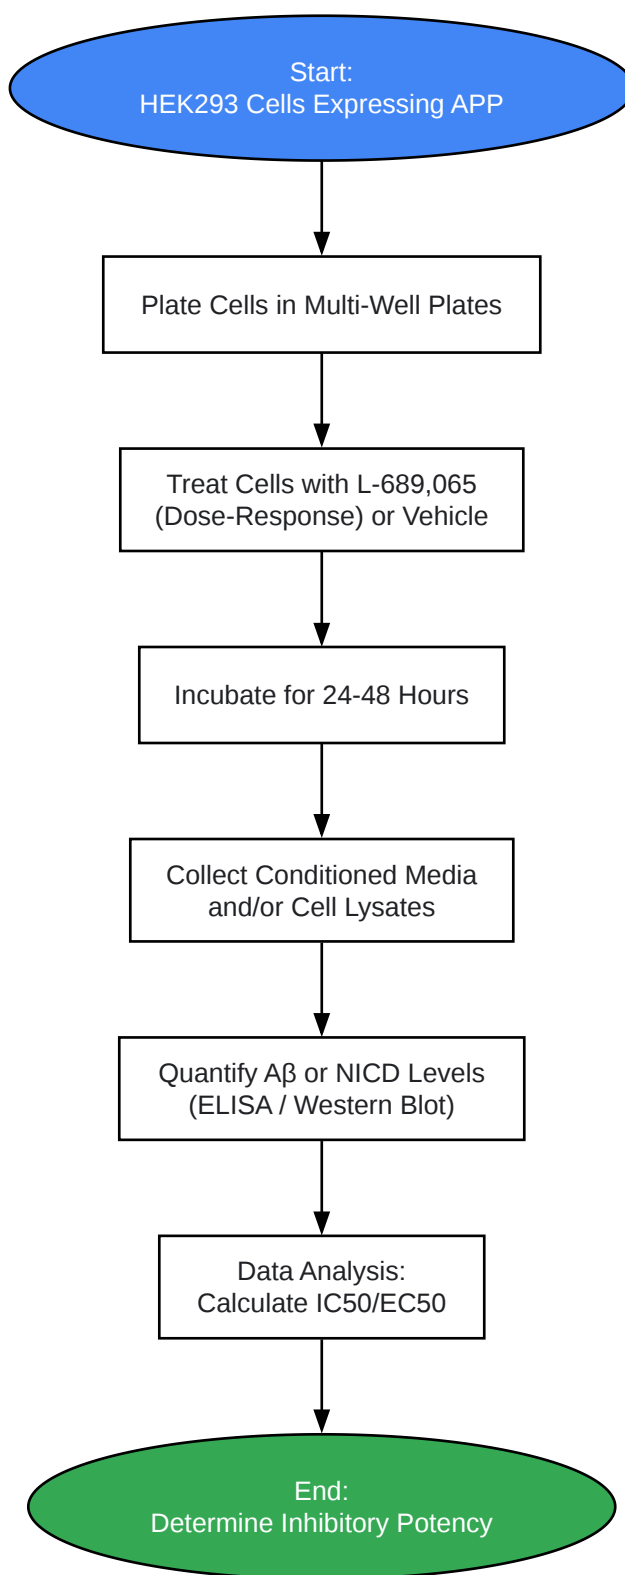 Start:
HEK293 Cells Expressing APP
Plate Cells in Multi-Well Plates
Treat Cells with L-689,065
(Dose-Response) or Vehicle
Incubate for 24-48 Hours
Collect Conditioned Media
and/or Cell Lysates
Quantify Aβ or NICD Levels
(ELISA / Western Blot)
Data Analysis:
Calculate IC50/EC50
End:
Determine Inhibitory Potency